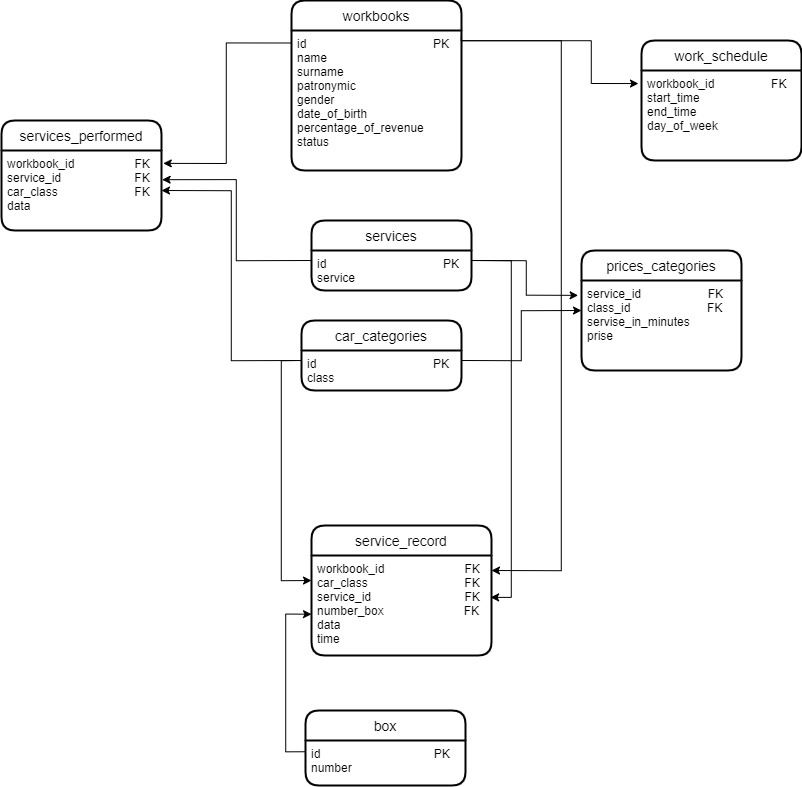 workbooks
id PK
name
surname
patronymic
gender
date_of_birth
percentage_of_revenue
status
work_schedule
workbook_id FK
start_time
end_time
day_of_week
services_performed
workbook_id FK
service_id FK
car_class FK
data
services
id PK
service
prices_categories
service_id FK
class_id FK
servise_in_minutes
prise
car_categories
id PK
class
service_record
workbook_id FK
car_class FK
service_id FK
number_box FK
data
time
box
id PK
number